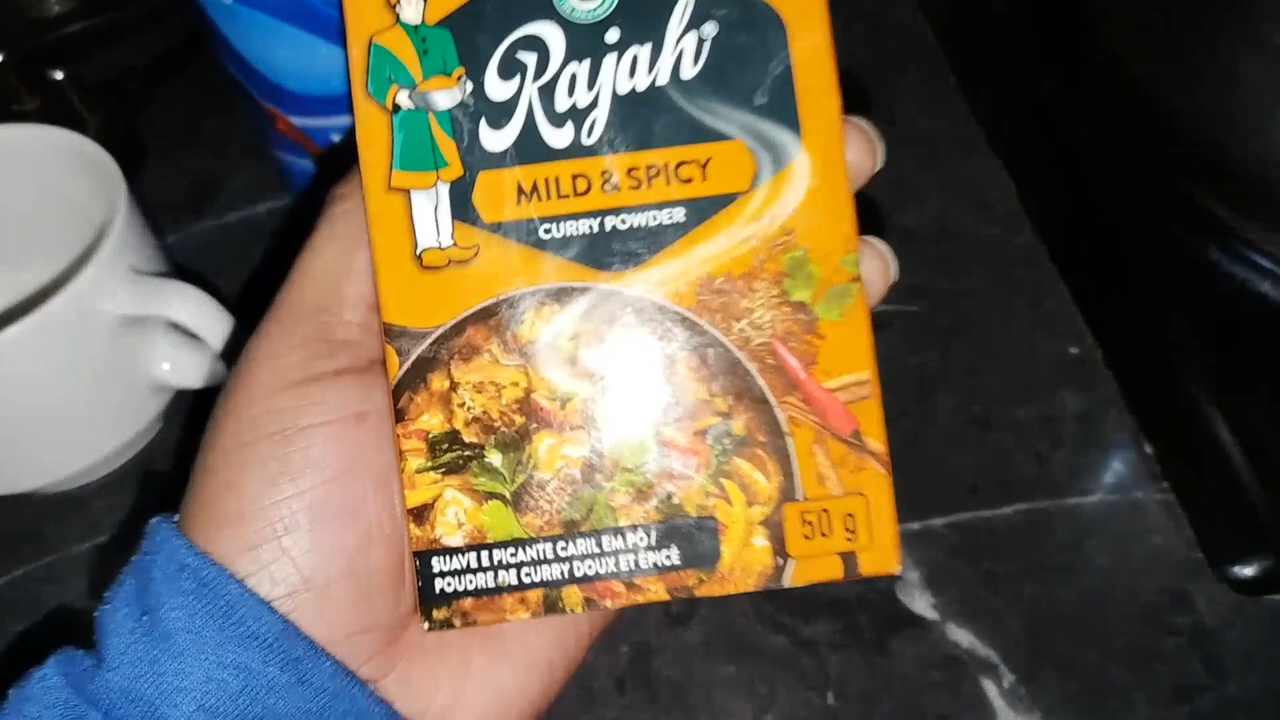 Rajah®
MILD & SPICY
CURRY POWDER
50 g
SUAVE E PICANTE CARIL EM PÓ /
POUDRE DE CURRY DOUX ET ÉPICÉ